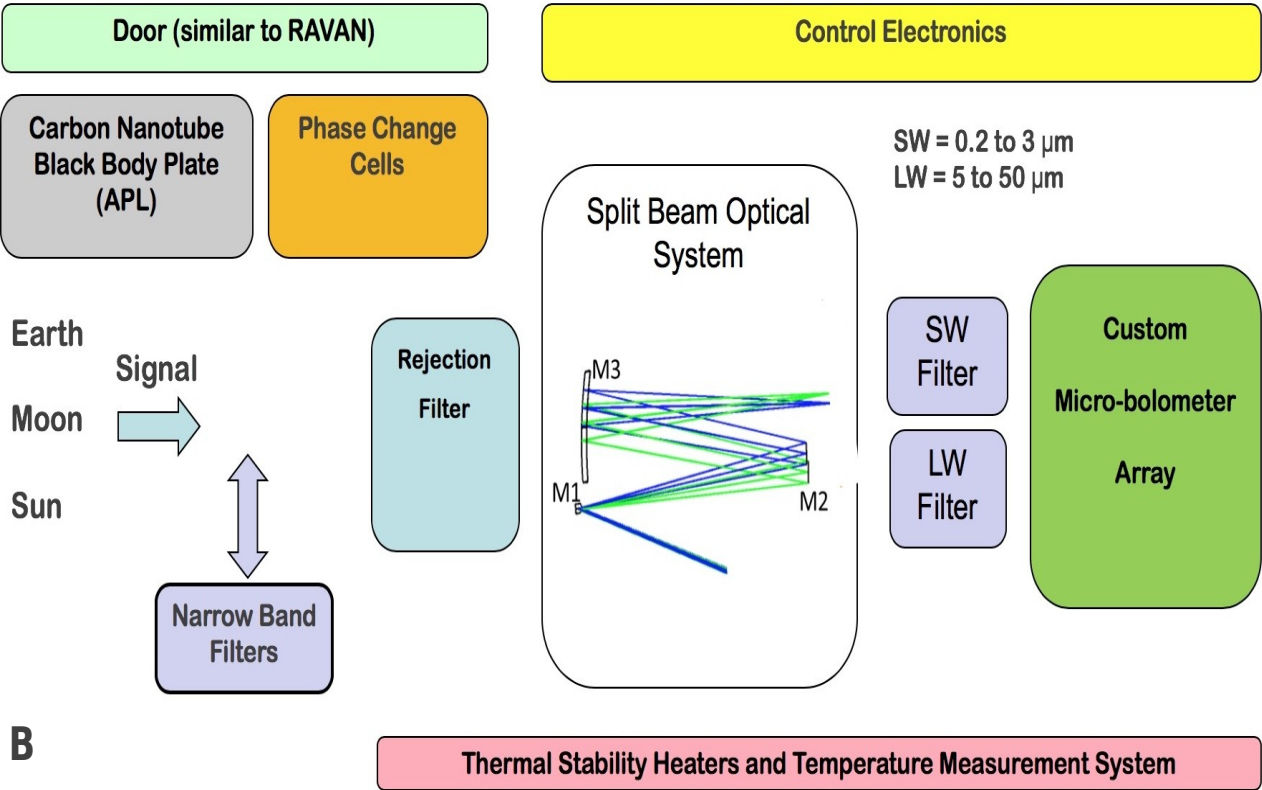 Door (similar to RAVAN)
Control Electronics
Carbon Nanotube
Black Body Plate
(APL)
Phase Change
Cells
SW = 0.2 to 3 µm
LW = 5 to 50 µm
Split Beam Optical
System
Earth
Signal
Moon
Sun
Rejection
Filter
M3
M1
M2
SW
Filter
LW
Filter
Custom
Micro-bolometer
Array
Narrow Band
Filters
B
Thermal Stability Heaters and Temperature Measurement System